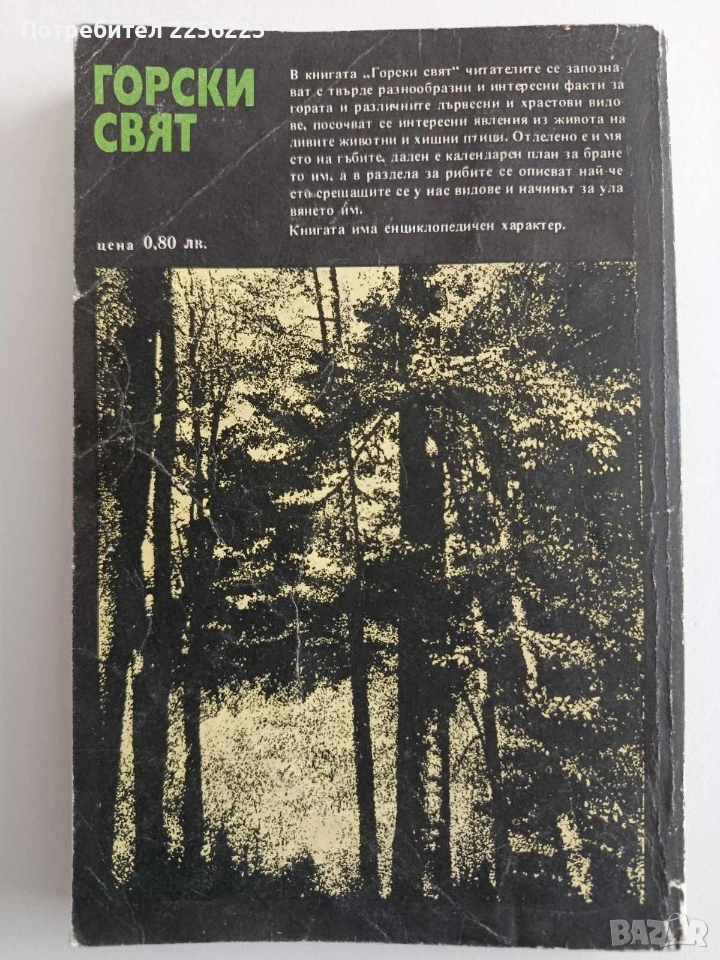 Потребител 2236223
ГОРСКИ
СВЯТ
цена 0,80 лв.
В книгата „Горски свят“ читателите се запозна-
ват с твърде разнообразни и интересни факти за
гората и различните дървесни и храстови видо-
ве, посочват се интересни явления из живота на
дивите животни и хищни птици. Отделено е и мя
сто на гъбите, даден е календарен план за бране
то им, а в раздела за рибите се описват най-че
сто срещащите се у нас видове и начинът за ула
вянето им.
Книгата има енциклопедичен характер.
BAZAR